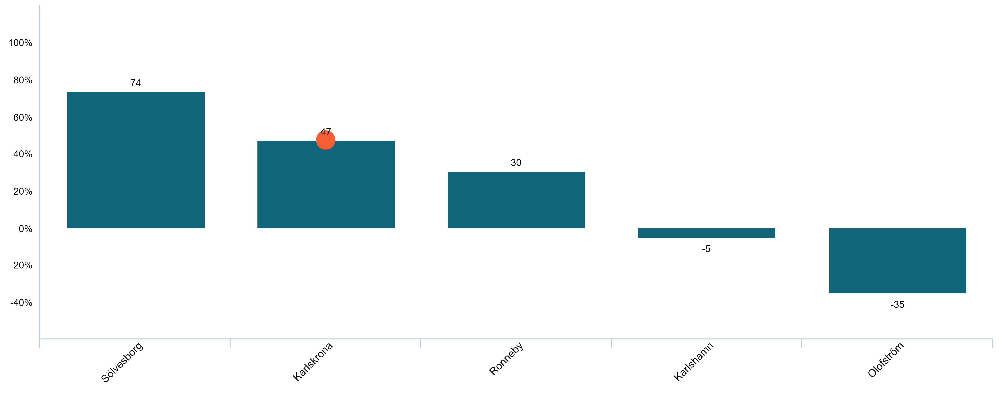 100%
80%
60%
40%
20%
0%
-20%
-40%
74
47
30
-5
-35
Sölvesborg
Karlskrona
Ronneby
Karlshamn
Olofström